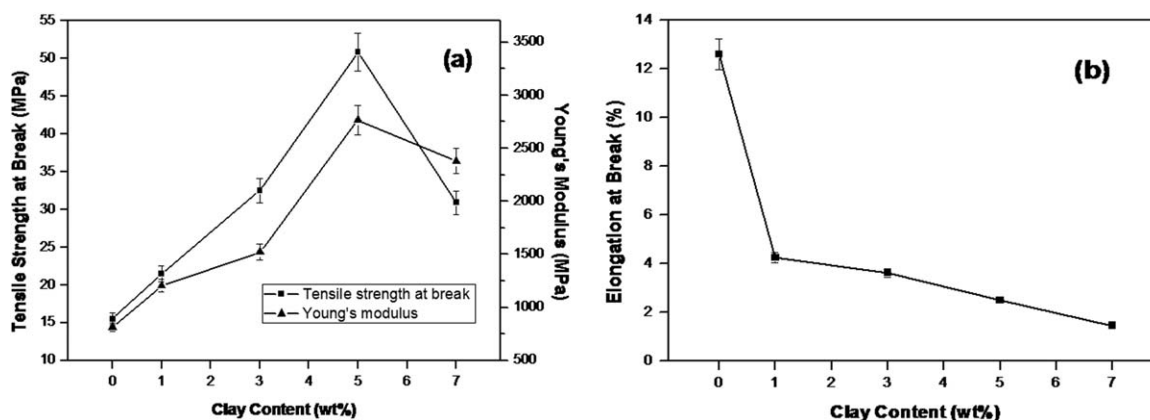 (a)
Tensile Strength at Break (MPa)
55
50
45
40
35
30
25
20
15
10
0 1 2 3 4 5 6 7
Clay Content (wt%)
3500
3000
2500
2000
1500
1000
500
Young's Modulus (MPa)
Tensile strength at break
Young's modulus
(b)
Elongation at Break (%)
14
12
10
8
6
4
2
0
0 1 2 3 4 5 6 7
Clay Content (wt%)